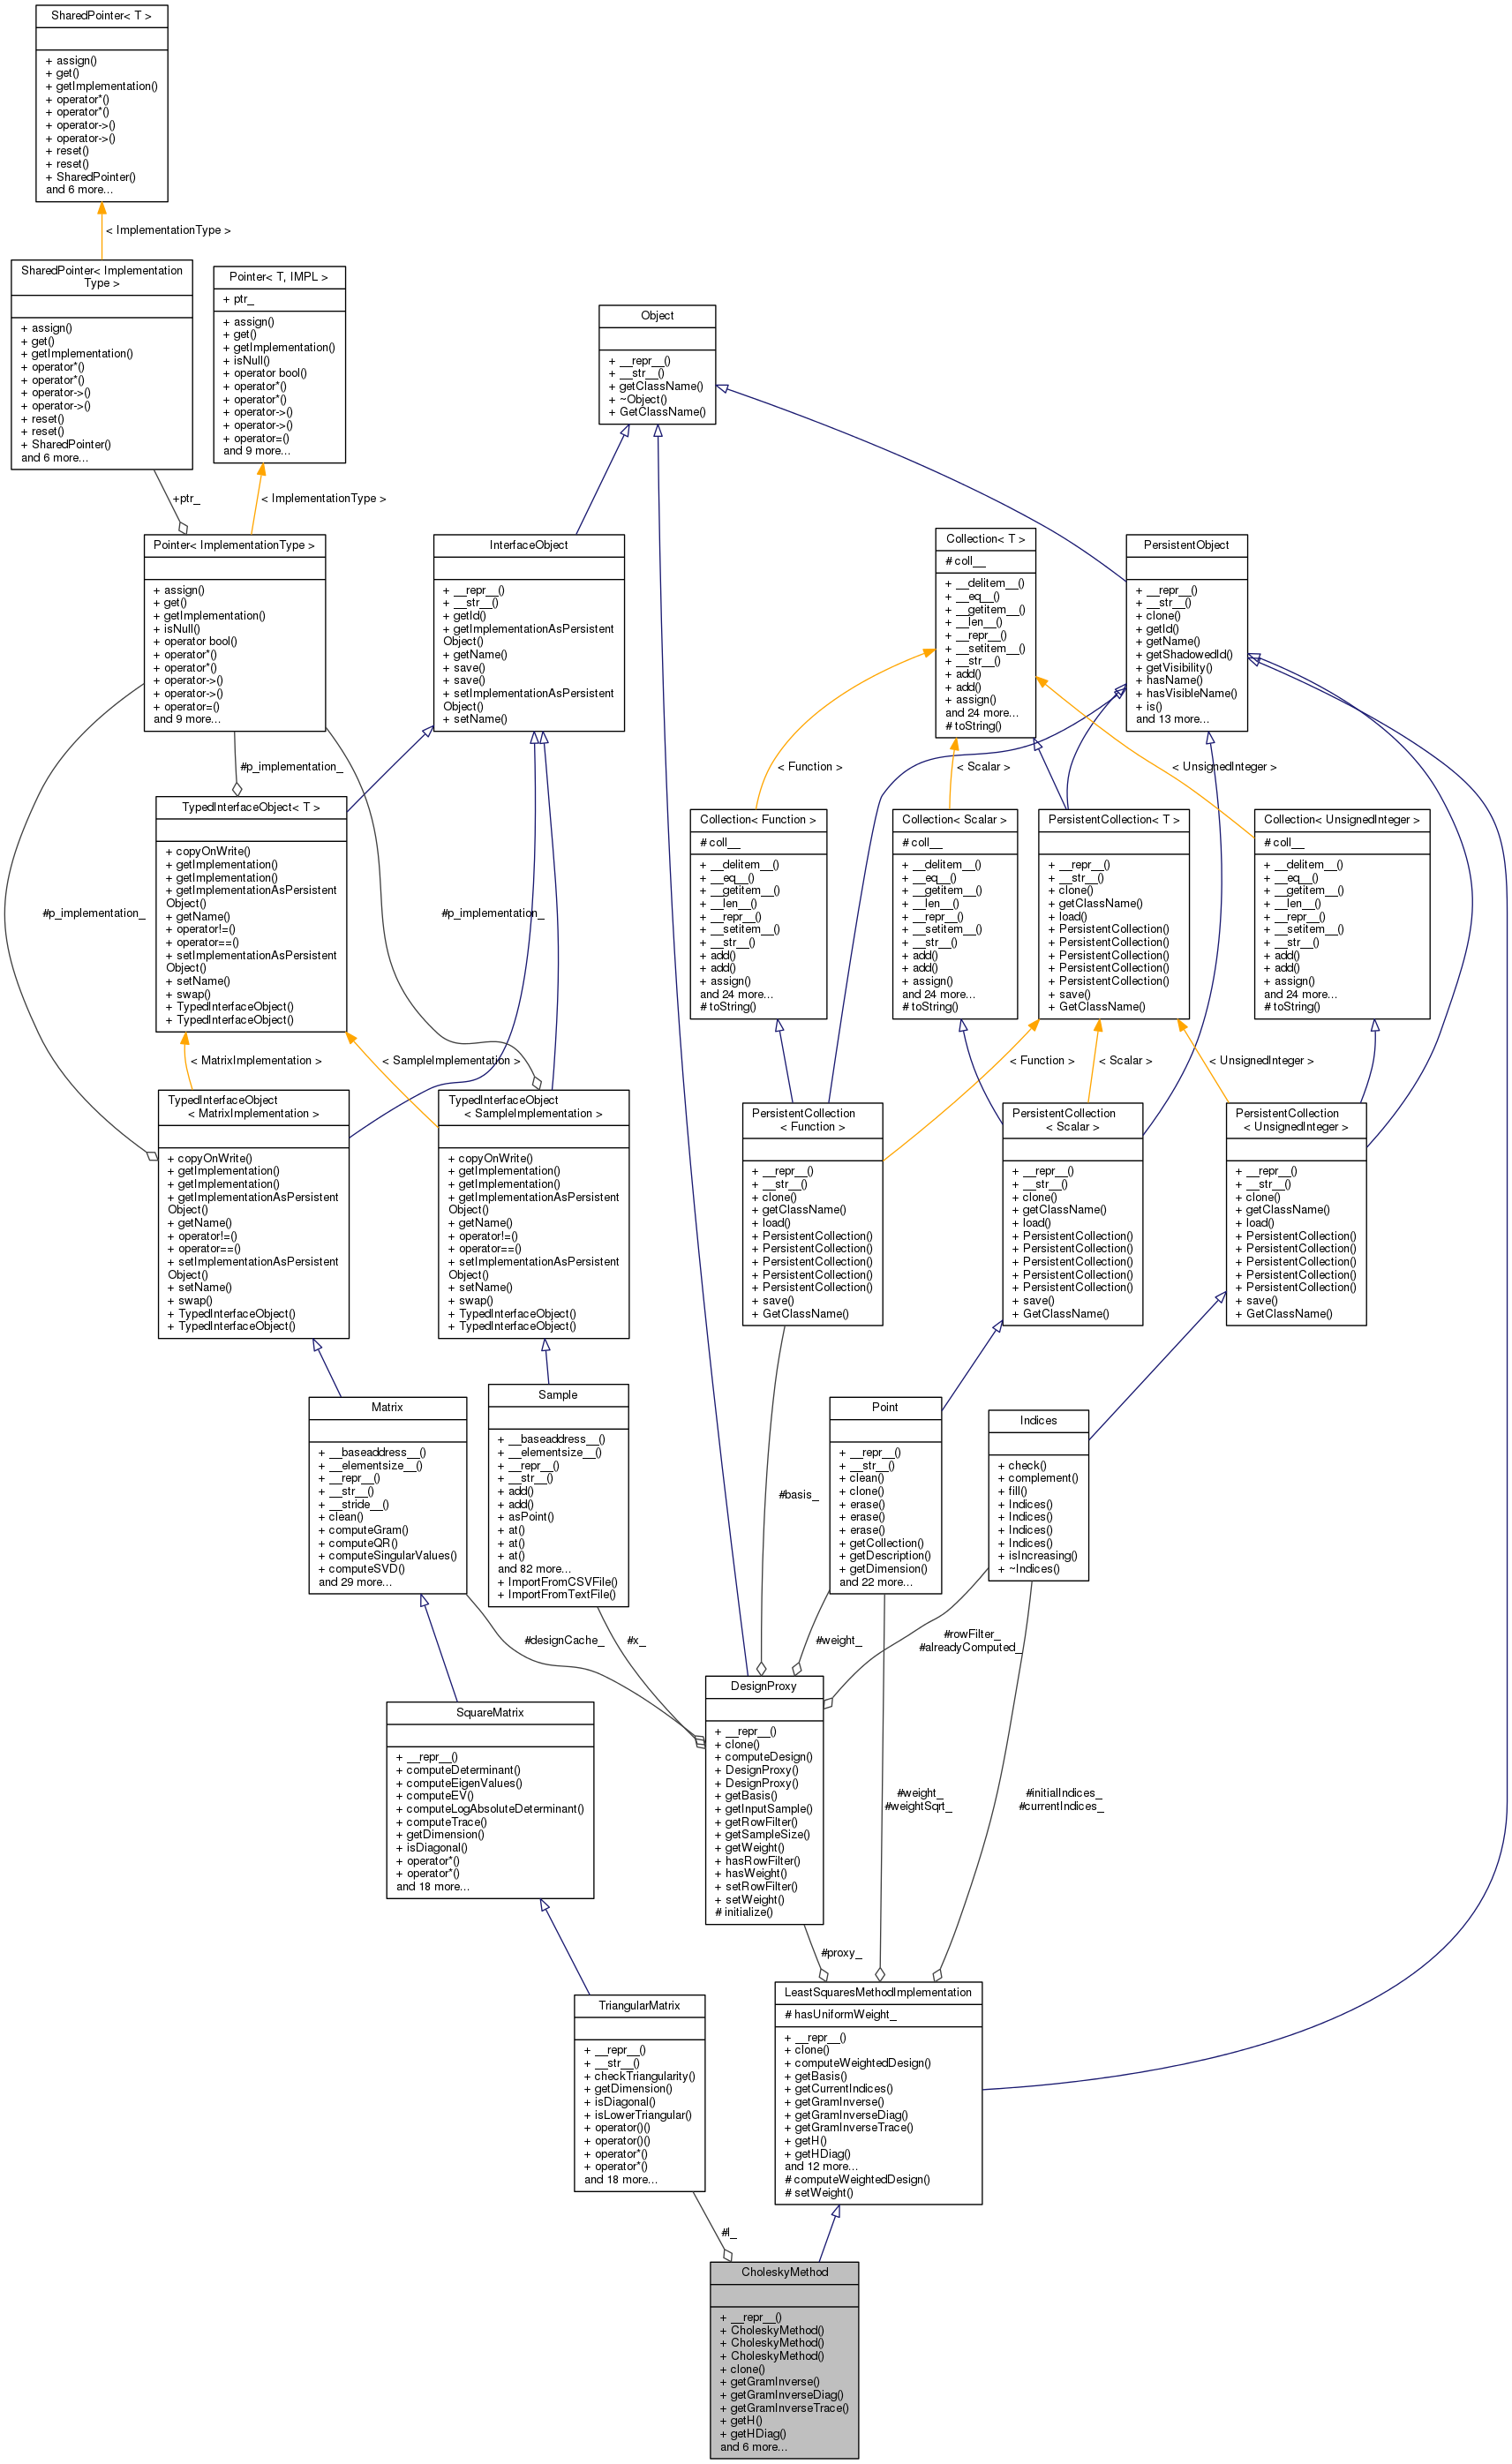 SharedPointer< T >
+ assign()
+ get()
+ getImplementation()
+ operator*()
+ operator*()
+ operator->()
+ operator->()
+ reset()
+ reset()
+ SharedPointer()
and 6 more...
< ImplementationType >
SharedPointer< Implementation
Type >
+ assign()
+ get()
+ getImplementation()
+ operator*()
+ operator*()
+ operator->()
+ operator->()
+ reset()
+ reset()
+ SharedPointer()
and 6 more...
Pointer< T, IMPL >
+ ptr_
+ assign()
+ get()
+ getImplementation()
+ isNull()
+ operator bool()
+ operator*()
+ operator*()
+ operator->()
+ operator->()
+ operator=()
and 9 more...
Object
+ __repr__()
+ __str__()
+ getClassName()
+ ~Object()
+ GetClassName()
+ptr_
< ImplementationType >
Pointer< ImplementationType >
+ assign()
+ get()
+ getImplementation()
+ isNull()
+ operator bool()
+ operator*()
+ operator*()
+ operator->()
+ operator->()
+ operator=()
and 9 more...
InterfaceObject
+ __repr__()
+ __str__()
+ getId()
+ getImplementationAsPersistent
Object()
+ getName()
+ save()
+ save()
+ setImplementationAsPersistent
Object()
+ setName()
Collection< T >
# coll__
+ __delitem__()
+ __eq__()
+ __getitem__()
+ __len__()
+ __repr__()
+ __setitem__()
+ __str__()
+ add()
+ add()
+ assign()
and 24 more...
# toString()
PersistentObject
+ __repr__()
+ __str__()
+ clone()
+ getId()
+ getName()
+ getShadowedId()
+ getVisibility()
+ hasName()
+ hasVisibleName()
+ is()
and 13 more...
#p_implementation_
< Function >
< Scalar >
< UnsignedInteger >
TypedInterfaceObject< T >
+ copyOnWrite()
+ getImplementation()
+ getImplementation()
+ getImplementationAsPersistent
Object()
+ getName()
+ operator!=()
+ operator==()
+ setImplementationAsPersistent
Object()
+ setName()
+ swap()
+ TypedInterfaceObject()
+ TypedInterfaceObject()
Collection< Function >
# coll__
+ __delitem__()
+ __eq__()
+ __getitem__()
+ __len__()
+ __repr__()
+ __setitem__()
+ __str__()
+ add()
+ add()
+ assign()
and 24 more...
# toString()
Collection< Scalar >
# coll__
+ __delitem__()
+ __eq__()
+ __getitem__()
+ __len__()
+ __repr__()
+ __setitem__()
+ __str__()
+ add()
+ add()
+ assign()
and 24 more...
# toString()
PersistentCollection< T >
+ __repr__()
+ __str__()
+ clone()
+ getClassName()
+ load()
+ PersistentCollection()
+ PersistentCollection()
+ PersistentCollection()
+ PersistentCollection()
+ PersistentCollection()
+ save()
+ GetClassName()
Collection< UnsignedInteger >
# coll__
+ __delitem__()
+ __eq__()
+ __getitem__()
+ __len__()
+ __repr__()
+ __setitem__()
+ __str__()
+ add()
+ add()
+ assign()
and 24 more...
# toString()
#p_implementation_
#p_implementation_
< MatrixImplementation >
< SampleImplementation >
< Function >
< Scalar >
< UnsignedInteger >
TypedInterfaceObject
< MatrixImplementation >
+ copyOnWrite()
+ getImplementation()
+ getImplementation()
+ getImplementationAsPersistent
Object()
+ getName()
+ operator!=()
+ operator==()
+ setImplementationAsPersistent
Object()
+ setName()
+ swap()
+ TypedInterfaceObject()
+ TypedInterfaceObject()
TypedInterfaceObject
< SampleImplementation >
+ copyOnWrite()
+ getImplementation()
+ getImplementation()
+ getImplementationAsPersistent
Object()
+ getName()
+ operator!=()
+ operator==()
+ setImplementationAsPersistent
Object()
+ setName()
+ swap()
+ TypedInterfaceObject()
+ TypedInterfaceObject()
PersistentCollection
< Function >
+ __repr__()
+ __str__()
+ clone()
+ getClassName()
+ load()
+ PersistentCollection()
+ PersistentCollection()
+ PersistentCollection()
+ PersistentCollection()
+ PersistentCollection()
+ save()
+ GetClassName()
PersistentCollection
< Scalar >
+ __repr__()
+ __str__()
+ clone()
+ getClassName()
+ load()
+ PersistentCollection()
+ PersistentCollection()
+ PersistentCollection()
+ PersistentCollection()
+ PersistentCollection()
+ save()
+ GetClassName()
PersistentCollection
< UnsignedInteger >
+ __repr__()
+ __str__()
+ clone()
+ getClassName()
+ load()
+ PersistentCollection()
+ PersistentCollection()
+ PersistentCollection()
+ PersistentCollection()
+ PersistentCollection()
+ save()
+ GetClassName()
Matrix
+ __baseaddress__()
+ __elementsize__()
+ __repr__()
+ __str__()
+ __stride__()
+ clean()
+ computeGram()
+ computeQR()
+ computeSingularValues()
+ computeSVD()
and 29 more...
Sample
+ __baseaddress__()
+ __elementsize__()
+ __repr__()
+ __str__()
+ add()
+ add()
+ asPoint()
+ at()
+ at()
+ at()
and 82 more...
+ ImportFromCSVFile()
+ ImportFromTextFile()
#basis_
Point
+ __repr__()
+ __str__()
+ clean()
+ clone()
+ erase()
+ erase()
+ erase()
+ getCollection()
+ getDescription()
+ getDimension()
and 22 more...
Indices
+ check()
+ complement()
+ fill()
+ Indices()
+ Indices()
+ Indices()
+ Indices()
+ isIncreasing()
+ ~Indices()
#designCache_
#x_
#weight_
#rowFilter_
#alreadyComputed_
SquareMatrix
+ __repr__()
+ computeDeterminant()
+ computeEigenValues()
+ computeEV()
+ computeLogAbsoluteDeterminant()
+ computeTrace()
+ getDimension()
+ isDiagonal()
+ operator*()
+ operator*()
and 18 more...
DesignProxy
+ __repr__()
+ clone()
+ computeDesign()
+ DesignProxy()
+ DesignProxy()
+ getBasis()
+ getInputSample()
+ getRowFilter()
+ getSampleSize()
+ getWeight()
+ hasRowFilter()
+ hasWeight()
+ setRowFilter()
+ setWeight()
# initialize()
#weight_
#weightSqrt_
#initialIndices_
#currentIndices_
#proxy_
TriangularMatrix
+ __repr__()
+ __str__()
+ checkTriangularity()
+ getDimension()
+ isDiagonal()
+ isLowerTriangular()
+ operator()()
+ operator()()
+ operator*()
+ operator*()
and 18 more...
LeastSquaresMethodImplementation
# hasUniformWeight_
+ __repr__()
+ clone()
+ computeWeightedDesign()
+ getBasis()
+ getCurrentIndices()
+ getGramInverse()
+ getGramInverseDiag()
+ getGramInverseTrace()
+ getH()
+ getHDiag()
and 12 more...
# computeWeightedDesign()
# setWeight()
#l_
CholeskyMethod
+ __repr__()
+ CholeskyMethod()
+ CholeskyMethod()
+ CholeskyMethod()
+ clone()
+ getGramInverse()
+ getGramInverseDiag()
+ getGramInverseTrace()
+ getH()
+ getHDiag()
and 6 more...